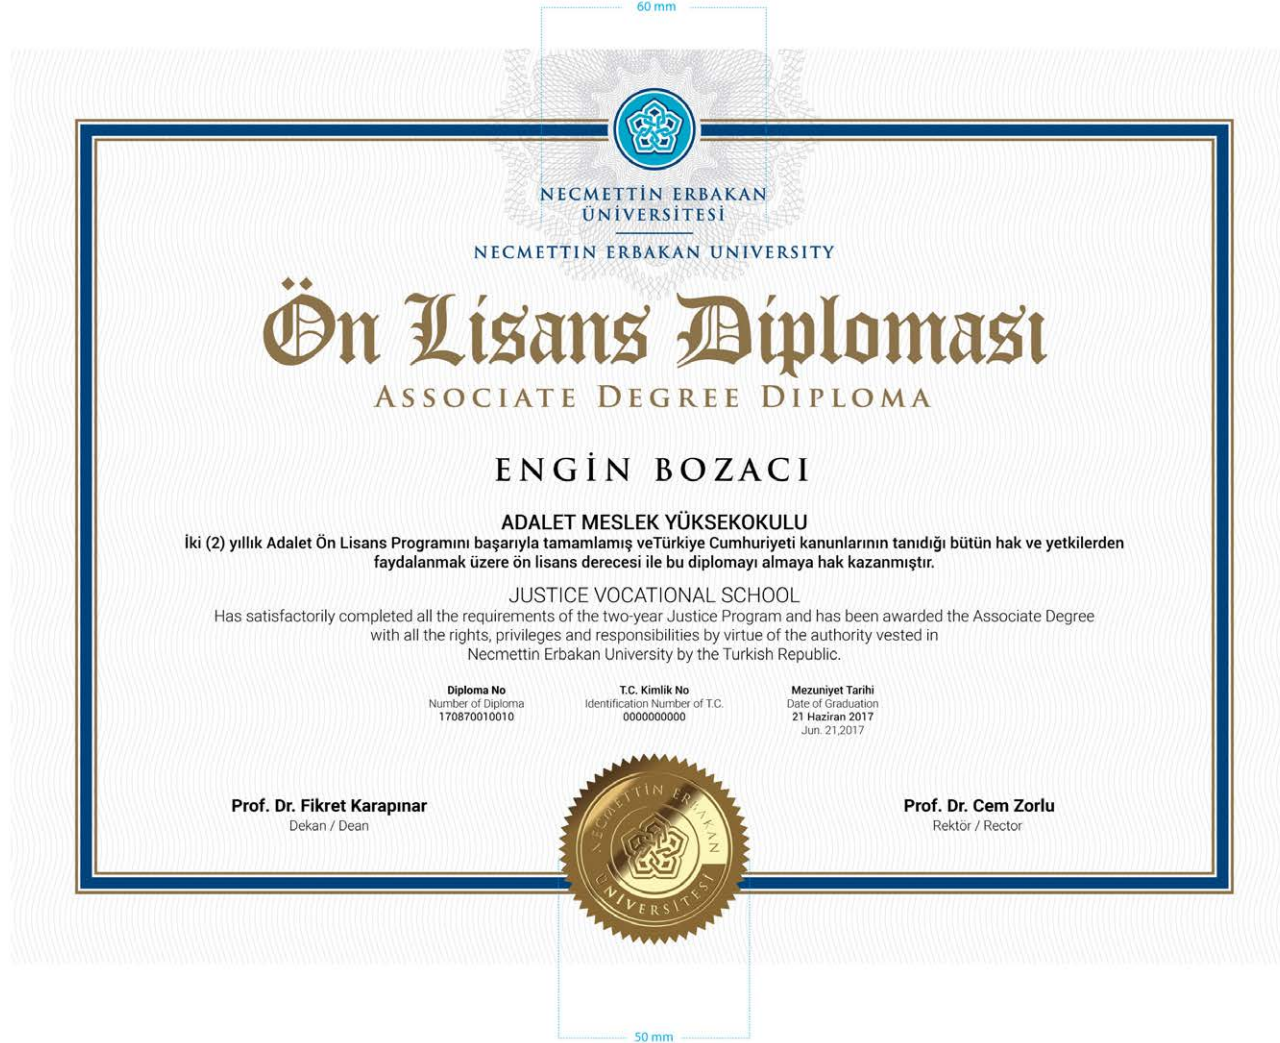 60 mm
NECMETTİN ERBAKAN
ÜNİVERSİTESİ
NECMETTIN ERBAKAN UNIVERSITY
Ön Lisans Diploması
ASSOCIATE DEGREE DIPLOMA
ENGİN BOZACI
ADALET MESLEK YÜKSEKOKULU
İki (2) yıllık Adalet Ön Lisans Programını başarıyla tamamlamış veTürkiye Cumhuriyeti kanunlarının tanıdığı bütün hak ve yetkilerden
faydalanmak üzere ön lisans derecesi ile bu diplomayı almaya hak kazanmıştır.
JUSTICE VOCATIONAL SCHOOL
Has satisfactorily completed all the requirements of the two-year Justice Program and has been awarded the Associate Degree
with all the rights, privileges and responsibilities by virtue of the authority vested in
Necmettin Erbakan University by the Turkish Republic.
Diploma No
Number of Diploma
170870010010
T.C. Kimlik No
Identification Number of T.C.
0000000000
Mezuniyet Tarihi
Date of Graduation
21 Haziran 2017
Jun. 21,2017
Prof. Dr. Fikret Karapınar
Dekan / Dean
Prof. Dr. Cem Zorlu
Rektör / Rector
NECMETTİN ERBAKAN
ÜNİVERSİTESİ
50 mm